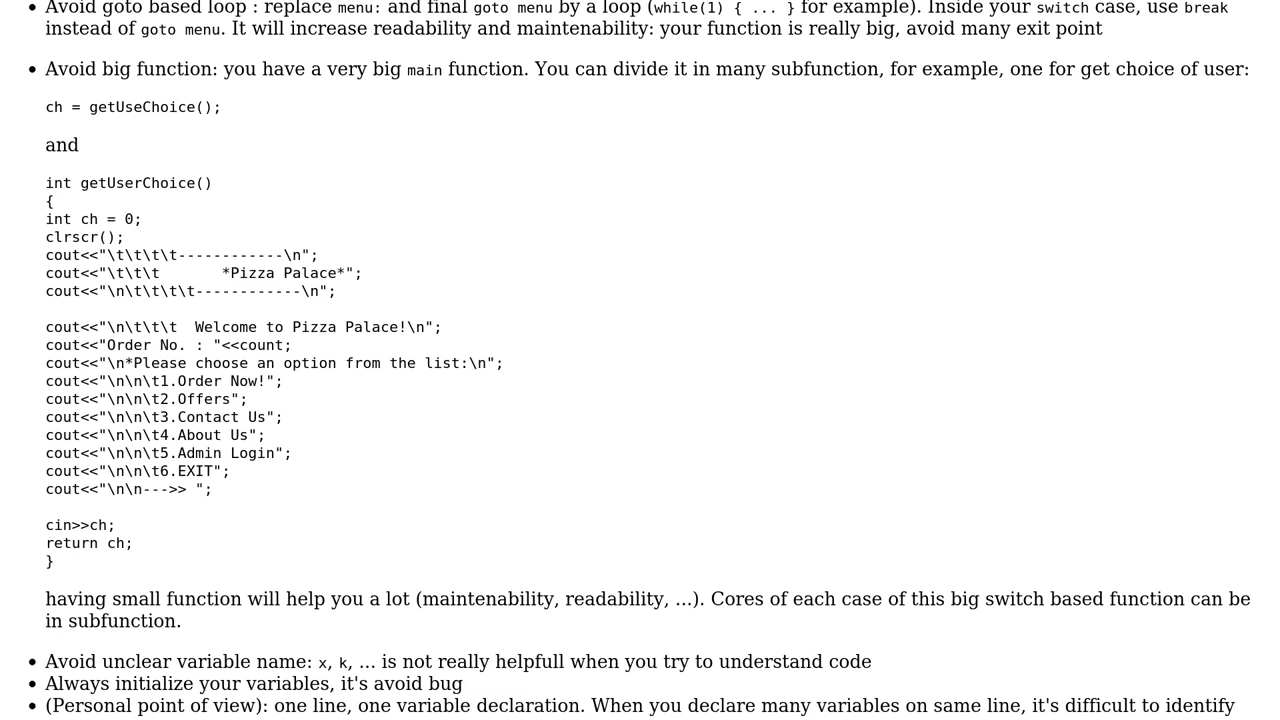 • Avoid goto based loop : replace menu: and final goto menu by a loop (while(1) { ... } for example). Inside your switch case, use break
instead of goto menu. It will increase readability and maintenability: your function is really big, avoid many exit point
• Avoid big function: you have a very big main function. You can divide it in many subfunction, for example, one for get choice of user:
ch = getUseChoice();
and
int getUserChoice()
{
int ch = 0;
clrscr();
cout<<"\t\t\t\t------------\n";
cout<<"\t\t\t       *Pizza Palace*";
cout<<"\n\t\t\t\t------------\n";

cout<<"\n\t\t\t  Welcome to Pizza Palace!\n";
cout<<"Order No. : "<<count;
cout<<"\n*Please choose an option from the list:\n";
cout<<"\n\n\t1.Order Now!";
cout<<"\n\n\t2.Offers";
cout<<"\n\n\t3.Contact Us";
cout<<"\n\n\t4.About Us";
cout<<"\n\n\t5.Admin Login";
cout<<"\n\n\t6.EXIT";
cout<<"\n\n--->> ";

cin>>ch;
return ch;
}
having small function will help you a lot (maintenability, readability, ...). Cores of each case of this big switch based function can be
in subfunction.
• Avoid unclear variable name: x, k, ... is not really helpfull when you try to understand code
• Always initialize your variables, it's avoid bug
• (Personal point of view): one line, one variable declaration. When you declare many variables on same line, it's difficult to identify